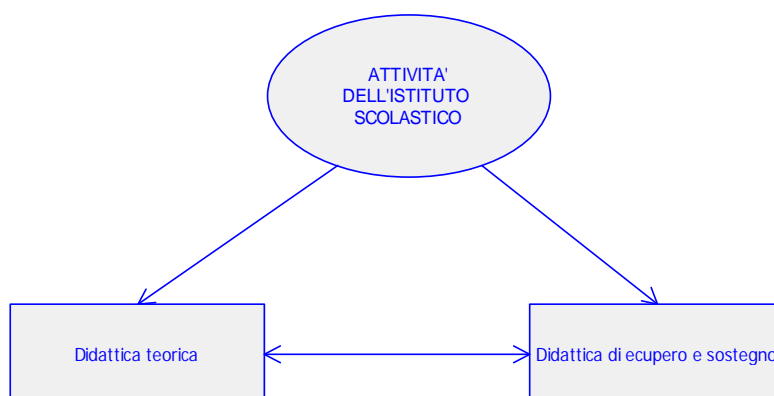 ATTIVITA'
DELL'ISTITUTO
SCOLASTICO
Didattica teorica
Didattica di ecupero e sostegno